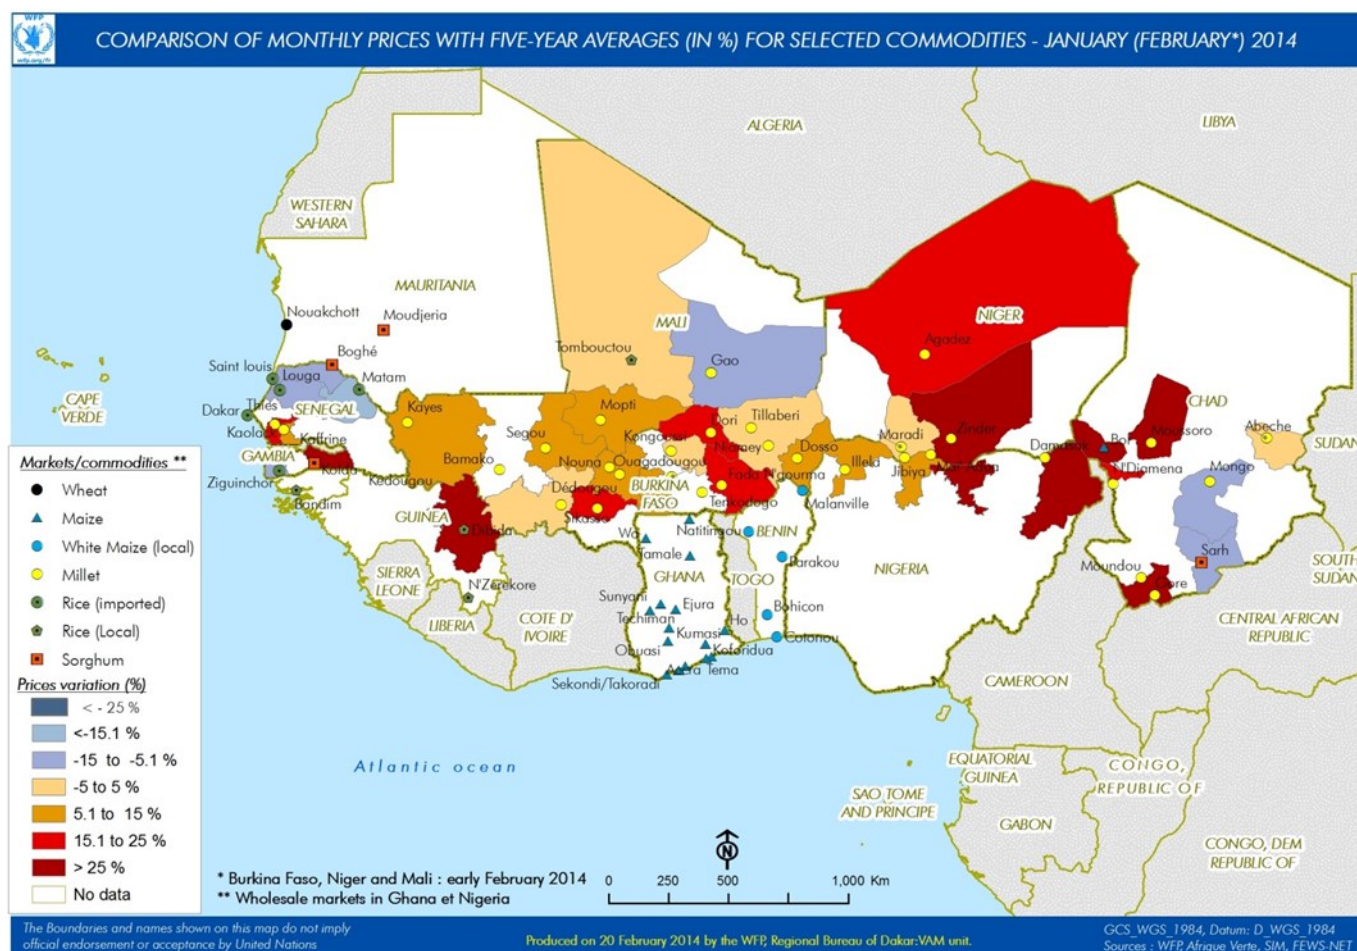 WFP
wfp.org/fr
COMPARISON OF MONTHLY PRICES WITH FIVE-YEAR AVERAGES (IN %) FOR SELECTED COMMODITIES - JANUARY (FEBRUARY*) 2014
ALGERIA
LIBYA
WESTERN
SAHARA
MAURITANIA
Nouakchott
Moudjeria
MALI
NIGER
Agadez
Tombouctou
Gao
Boghé
Saint louis
Louga
Matam
CAPE
VERDE
Dakar
Thiès
SENEGAL
Kaolack
Kaffrine
GAMBIA
Kolda
Ziguinchor
Kedougou
Bandim
Kayes
Segou
Mopti
Bamako
Kongoussi
Dori
Tillaberi
Niamey
Nouna
Ouagadougou
Dédougou
BURKINA
FASO
Fada N'gourma
Tenkodogo
Sikasso
Dosso
Illela
Maradi
Jibiya
Mai Adua
Zinder
Damasak
Bol
Moussoro
CHAD
Abeche
SUDAN
N'Djamena
Mongo
Sarh
Moundou
Gore
SOUTH
SUDAN
GUINEA
Dabida
N'Zerekore
SIERRA
LEONE
LIBERIA
COTE D'
IVOIRE
Wa
Natitingou
Malanville
BENIN
Tamale
Parakou
GHANA
TOGO
NIGERIA
Sunyani
Ejura
Techiman
Ho
Bohicon
Kumasi
Obuasi
Koforidua
Cotonou
Accra
Tema
Sekondi/Takoradi
CENTRAL AFRICAN
REPUBLIC
CAMEROON
EQUATORIAL
GUINEA
SAO TOME
AND PRINCIPE
GABON
CONGO,
REPUBLIC OF
CONGO, DEM
REPUBLIC OF
Atlantic ocean
Markets/commodities **
Wheat
Maize
White Maize (local)
Millet
Rice (imported)
Rice (Local)
Sorghum
Prices variation (%)
< - 25 %
<-15.1 %
-15 to -5.1 %
-5 to 5 %
5.1 to 15 %
15.1 to 25 %
> 25 %
No data
N
* Burkina Faso, Niger and Mali : early February 2014
** Wholesale markets in Ghana et Nigeria
0 250 500 1,000 Km
The Boundaries and names shown on this map do not imply
official endorsement or acceptance by United Nations
Produced on 20 February 2014 by the WFP, Regional Bureau of Dakar:VAM unit.
GCS_WGS_1984, Datum: D_WGS_1984
Sources : WFP, Afrique Verte, SIM, FEWS-NET